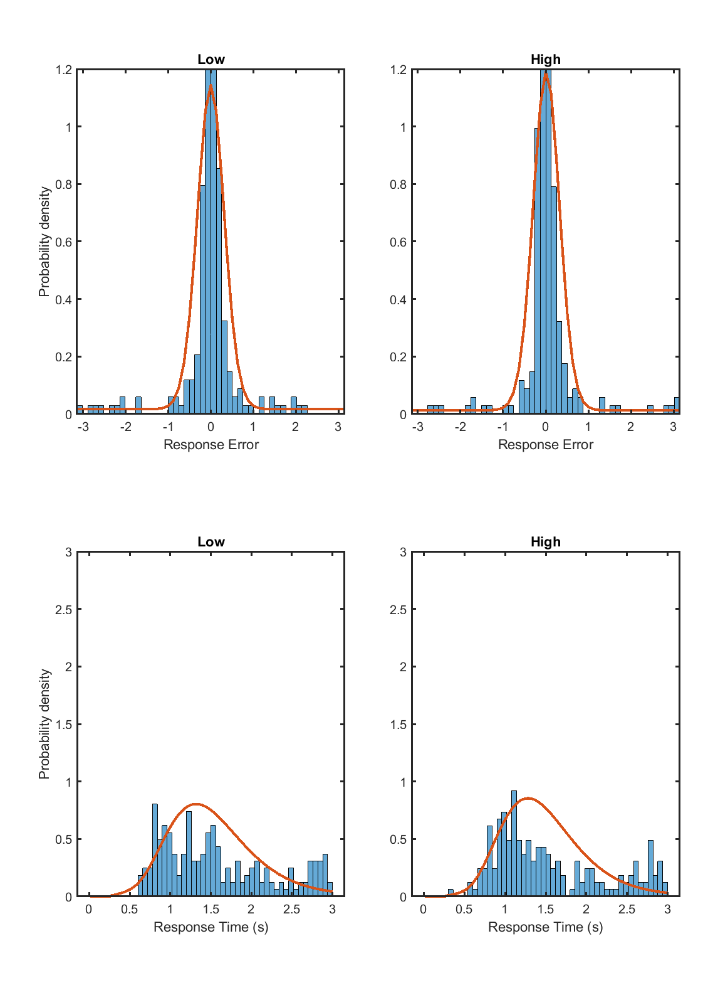 Low
High
1.2
1
0.8
0.6
0.4
0.2
0
Probability density
-3 -2 -1 0 1 2 3
Response Error
1.2
1
0.8
0.6
0.4
0.2
0
-3 -2 -1 0 1 2 3
Response Error
Low
High
3
2.5
2
1.5
1
0.5
0
Probability density
0 0.5 1 1.5 2 2.5 3
Response Time (s)
3
2.5
2
1.5
1
0.5
0
0 0.5 1 1.5 2 2.5 3
Response Time (s)